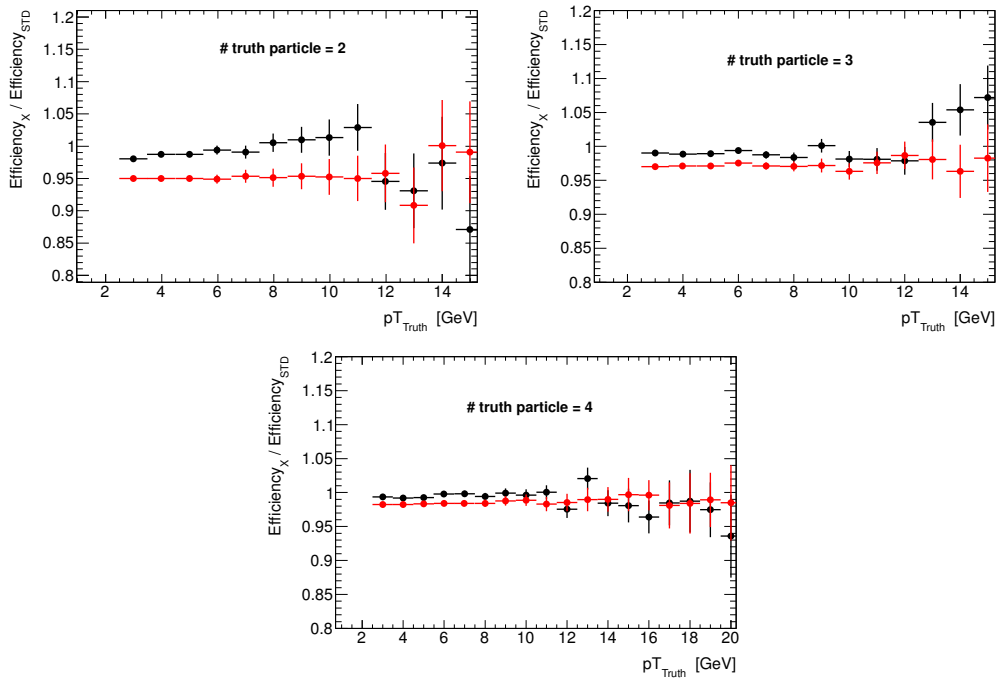 # truth particle = 2
Efficiency_X / Efficiency_STD
1.2
1.15
1.1
1.05
1
0.95
0.9
0.85
0.8
2 4 6 8 10 12 14
pT_Truth [GeV]
# truth particle = 3
Efficiency_X / Efficiency_STD
1.2
1.15
1.1
1.05
1
0.95
0.9
0.85
0.8
2 4 6 8 10 12 14
pT_Truth [GeV]
# truth particle = 4
Efficiency_X / Efficiency_STD
1.2
1.15
1.1
1.05
1
0.95
0.9
0.85
0.8
2 4 6 8 10 12 14 16 18 20
pT_Truth [GeV]